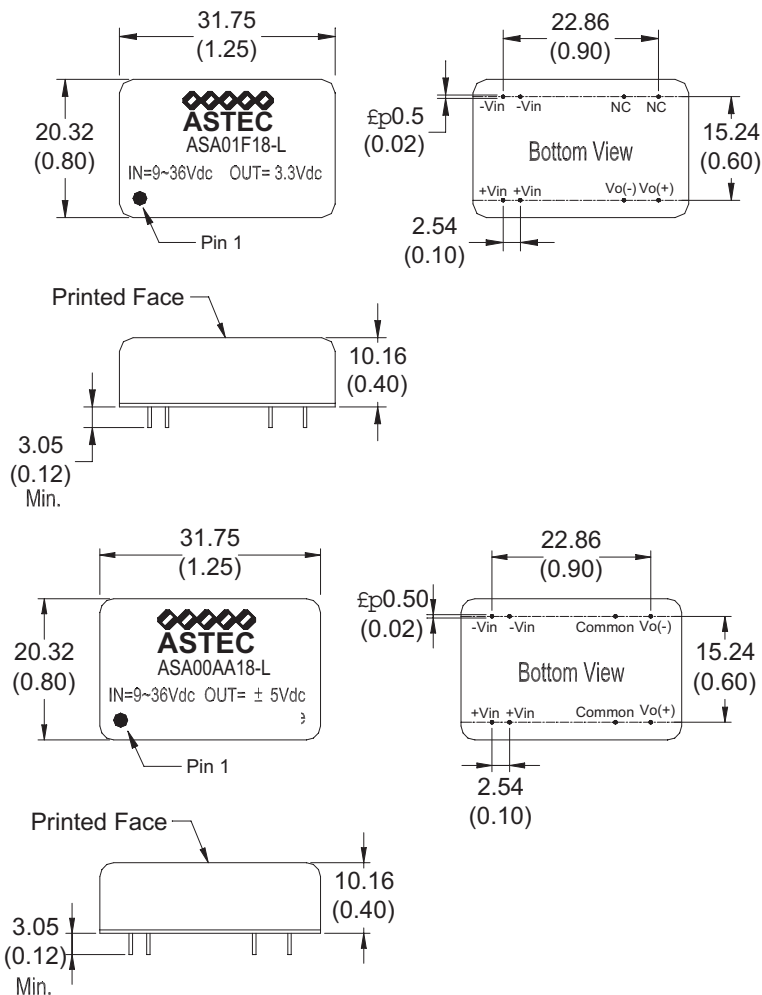 31.75
(1.25)
20.32
(0.80)
ASTEC
ASA01F18-L
IN=9~36Vdc OUT= 3.3Vdc
Pin 1
22.86
(0.90)
£p0.5
(0.02)
-Vin -Vin NC NC
Bottom View
+Vin +Vin Vo(-) Vo(+)
15.24
(0.60)
2.54
(0.10)
Printed Face
10.16
(0.40)
3.05
(0.12)
Min.
31.75
(1.25)
20.32
(0.80)
ASTEC
ASA00AA18-L
IN=9~36Vdc OUT= ± 5Vdc
Pin 1
22.86
(0.90)
£p0.50
(0.02)
-Vin -Vin Common Vo(-)
Bottom View
+Vin +Vin Common Vo(+)
15.24
(0.60)
2.54
(0.10)
Printed Face
10.16
(0.40)
3.05
(0.12)
Min.